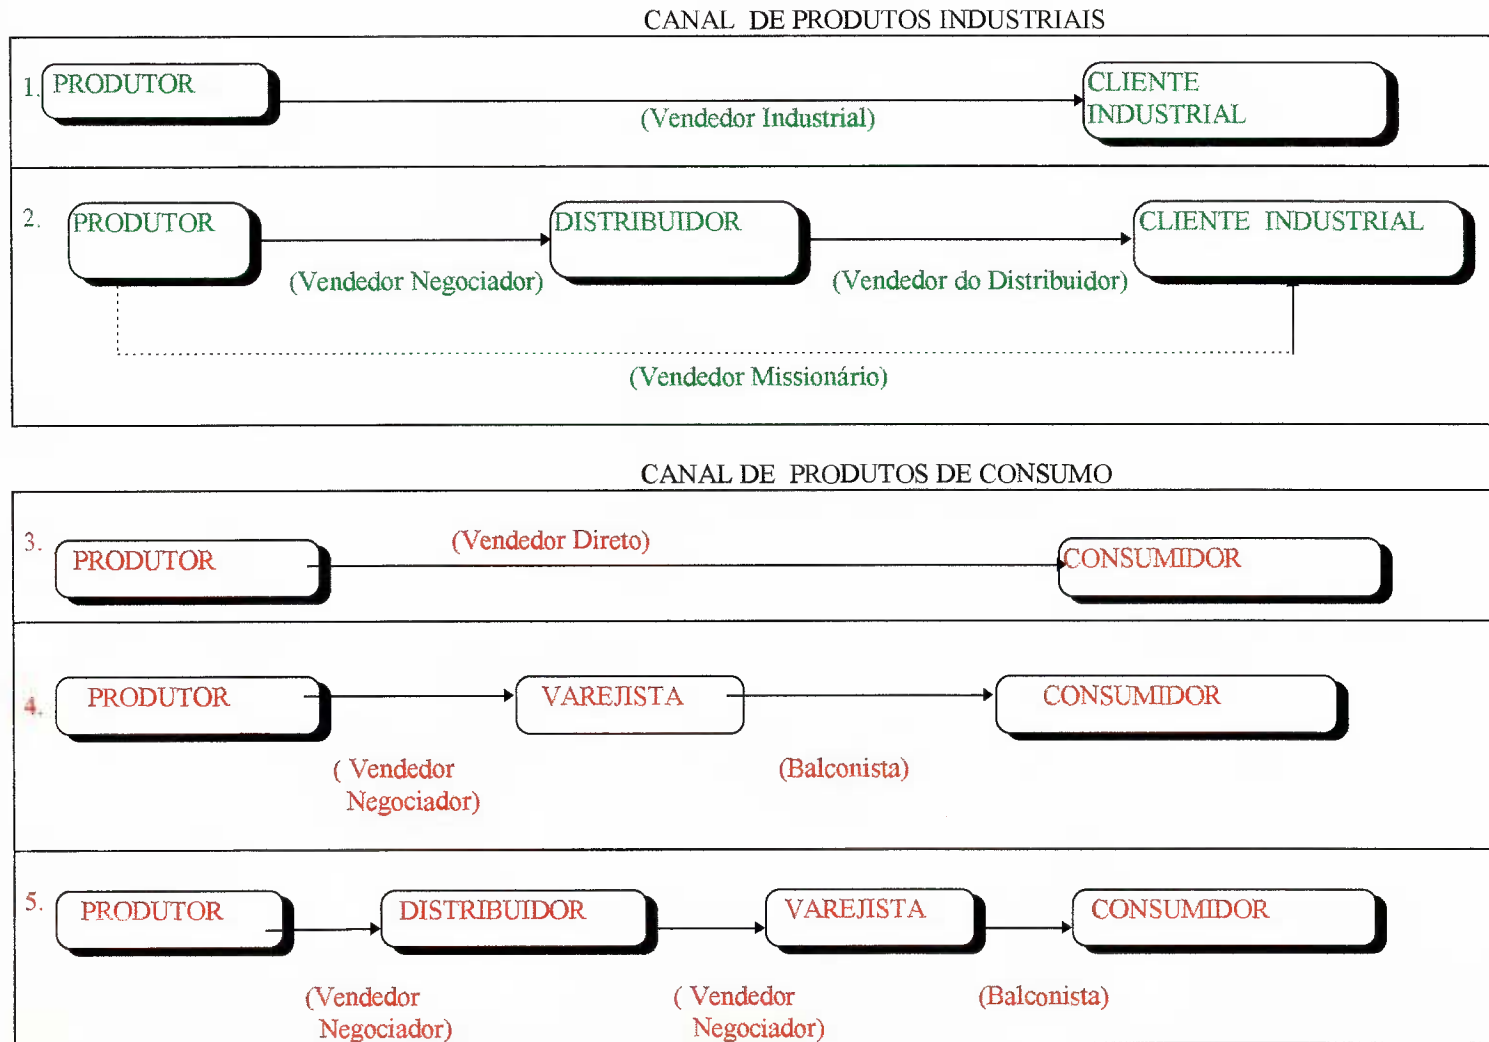 CANAL DE PRODUTOS INDUSTRIAIS
1. PRODUTOR
CLIENTE
INDUSTRIAL
(Vendedor Industrial)
2. PRODUTOR
DISTRIBUIDOR
CLIENTE INDUSTRIAL
(Vendedor Negociador)
(Vendedor do Distribuidor)
(Vendedor Missionário)
CANAL DE PRODUTOS DE CONSUMO
3. PRODUTOR
(Vendedor Direto)
CONSUMIDOR
4. PRODUTOR
VAREJISTA
CONSUMIDOR
( Vendedor
Negociador)
(Balconista)
5. PRODUTOR
DISTRIBUIDOR
VAREJISTA
CONSUMIDOR
(Vendedor
Negociador)
( Vendedor
Negociador)
(Balconista)